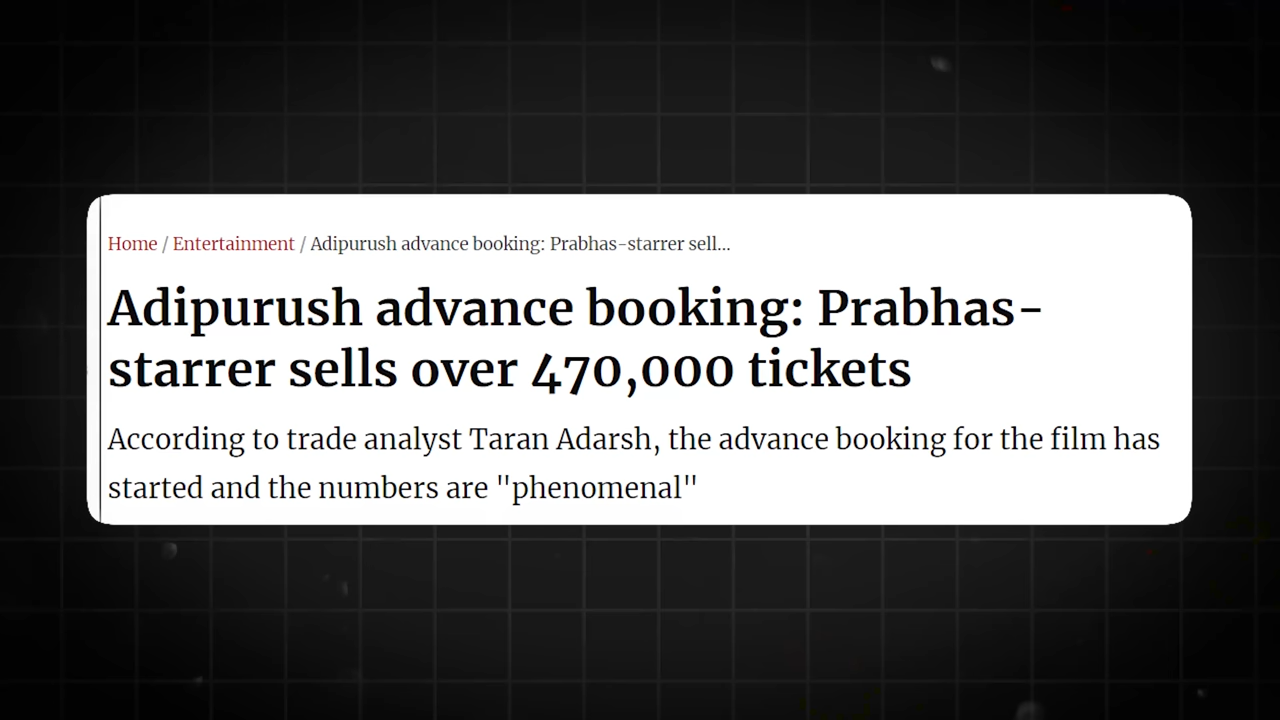 Home / Entertainment / Adipurush advance booking: Prabhas-starrer sell...
Adipurush advance booking: Prabhas-
starrer sells over 470,000 tickets
According to trade analyst Taran Adarsh, the advance booking for the film has
started and the numbers are "phenomenal"